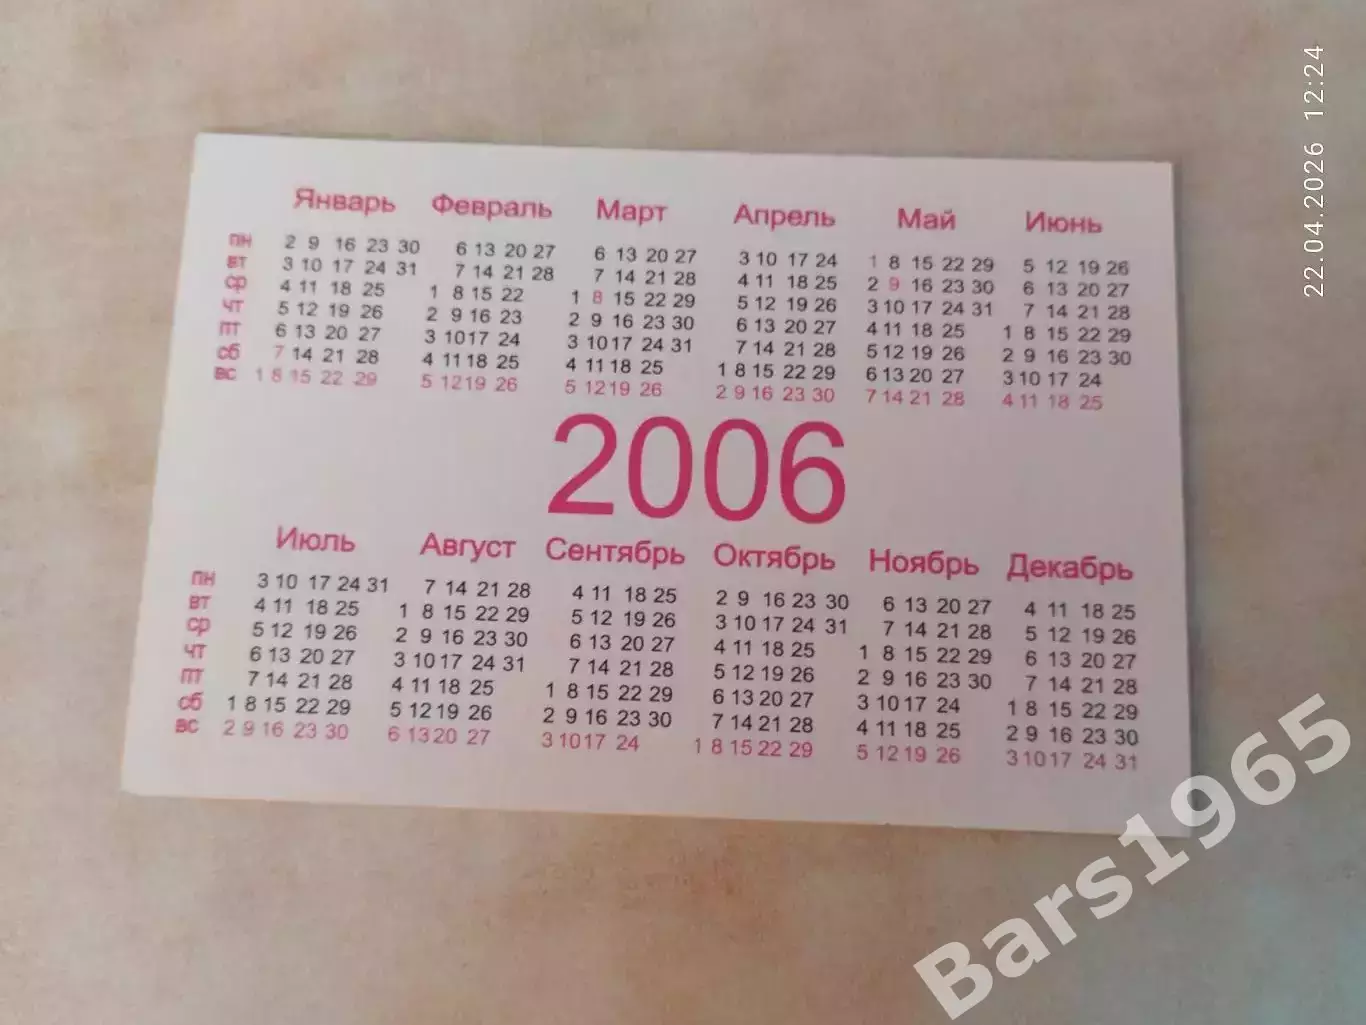 Январь Февраль Март Апрель Май Июнь
пн 2 9 16 23 30 6 13 20 27 6 13 20 27 3 10 17 24 1 8 15 22 29 5 12 19 26
вт 3 10 17 24 31 7 14 21 28 7 14 21 28 4 11 18 25 2 9 16 23 30 6 13 20 27
ср 4 11 18 25 1 8 15 22 1 8 15 22 29 5 12 19 26 3 10 17 24 31 7 14 21 28
чт 5 12 19 26 2 9 16 23 2 9 16 23 30 6 13 20 27 4 11 18 25 1 8 15 22 29
пт 6 13 20 27 3 10 17 24 3 10 17 24 31 7 14 21 28 5 12 19 26 2 9 16 23 30
сб 7 14 21 28 4 11 18 25 4 11 18 25 1 8 15 22 29 6 13 20 27 3 10 17 24
вс 1 8 15 22 29 5 12 19 26 5 12 19 26 2 9 16 23 30 7 14 21 28 4 11 18 25
2006
Июль Август Сентябрь Октябрь Ноябрь Декабрь
пн 3 10 17 24 31 7 14 21 28 4 11 18 25 2 9 16 23 30 6 13 20 27 4 11 18 25
вт 4 11 18 25 1 8 15 22 29 5 12 19 26 3 10 17 24 31 7 14 21 28 5 12 19 26
ср 5 12 19 26 2 9 16 23 30 6 13 20 27 4 11 18 25 1 8 15 22 29 6 13 20 27
чт 6 13 20 27 3 10 17 24 31 7 14 21 28 5 12 19 26 2 9 16 23 30 7 14 21 28
пт 7 14 21 28 4 11 18 25 1 8 15 22 29 6 13 20 27 3 10 17 24 1 8 15 22 29
сб 1 8 15 22 29 5 12 19 26 2 9 16 23 30 7 14 21 28 4 11 18 25 2 9 16 23 30
вс 2 9 16 23 30 6 13 20 27 3 10 17 24 1 8 15 22 29 5 12 19 26 3 10 17 24 31
22.04.2026 12:24
Bars1965